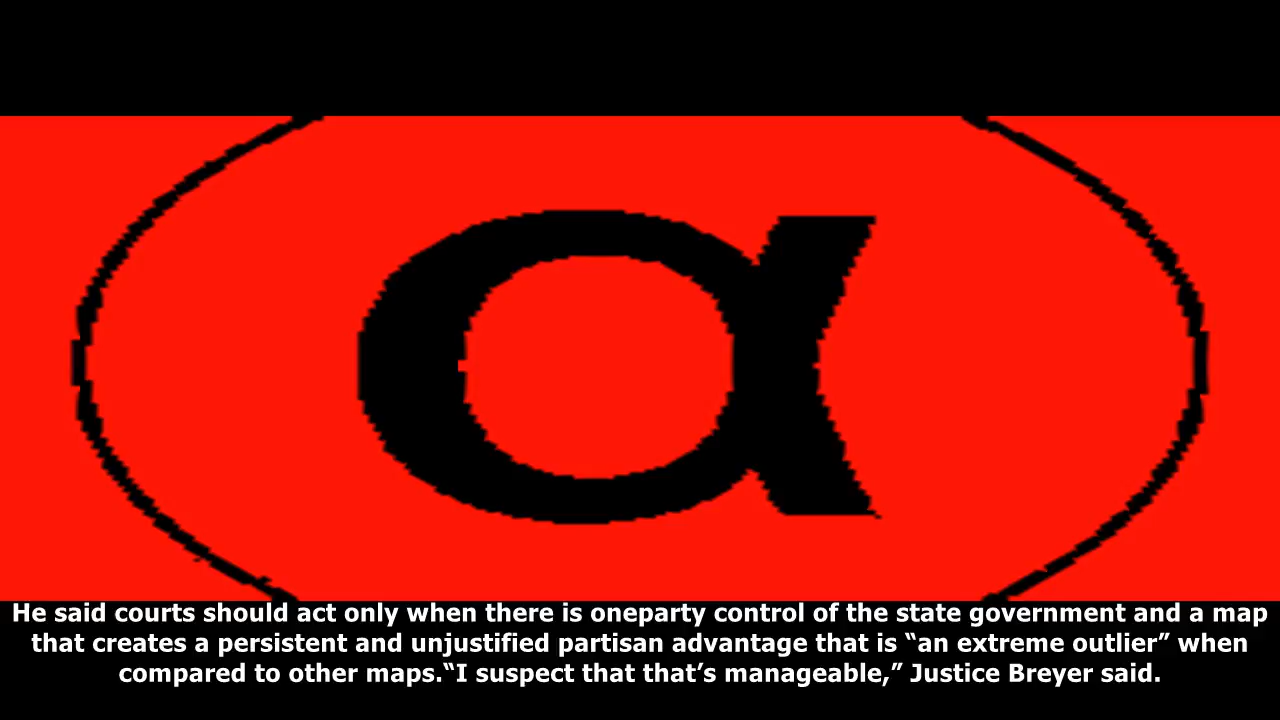 α
He said courts should act only when there is oneparty control of the state government and a map
that creates a persistent and unjustified partisan advantage that is “an extreme outlier” when
compared to other maps.“I suspect that that’s manageable,” Justice Breyer said.